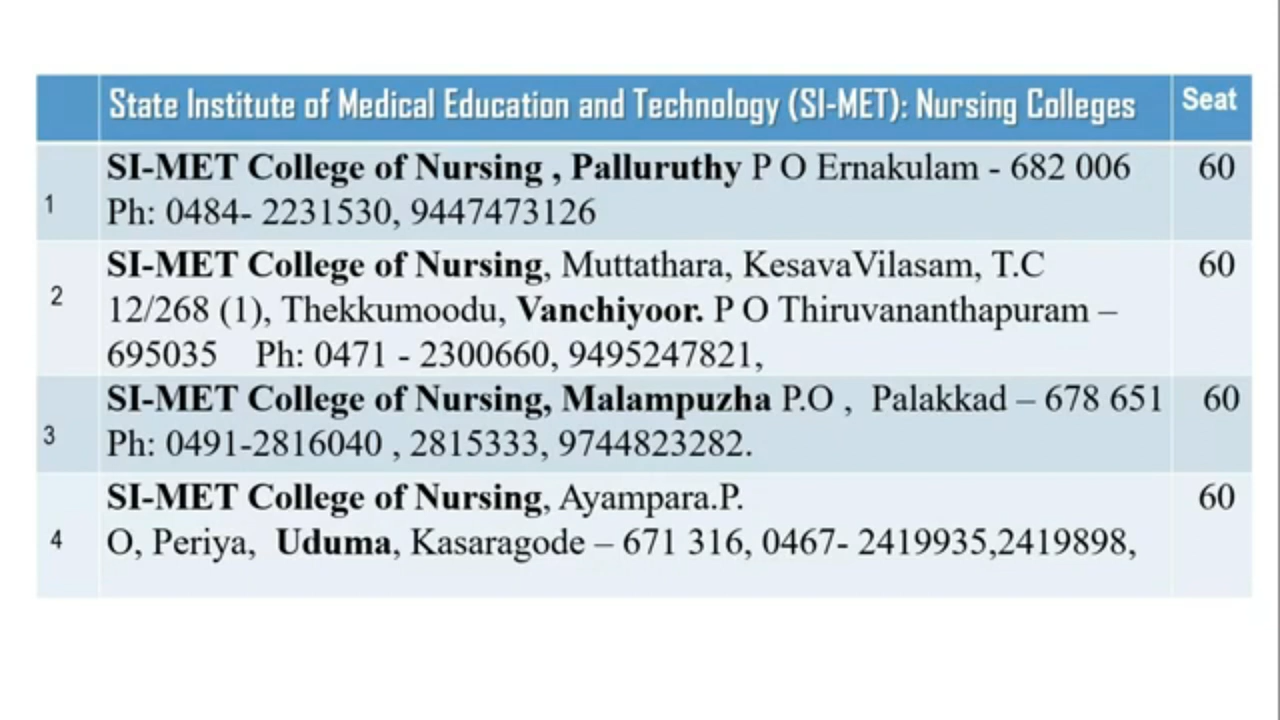 State Institute of Medical Education and Technology (SI-MET): Nursing Colleges Seat
1 SI-MET College of Nursing , Palluruthy P O Ernakulam - 682 006 60
Ph: 0484- 2231530, 9447473126
2 SI-MET College of Nursing, Muttathara, KesavaVilasam, T.C 60
12/268 (1), Thekkumoodu, Vanchiyoor. P O Thiruvananthapuram –
695035 Ph: 0471 - 2300660, 9495247821,
3 SI-MET College of Nursing, Malampuzha P.O , Palakkad – 678 651 60
Ph: 0491-2816040 , 2815333, 9744823282.
4 SI-MET College of Nursing, Ayampara.P. 60
O, Periya, Uduma, Kasaragode – 671 316, 0467- 2419935,2419898,